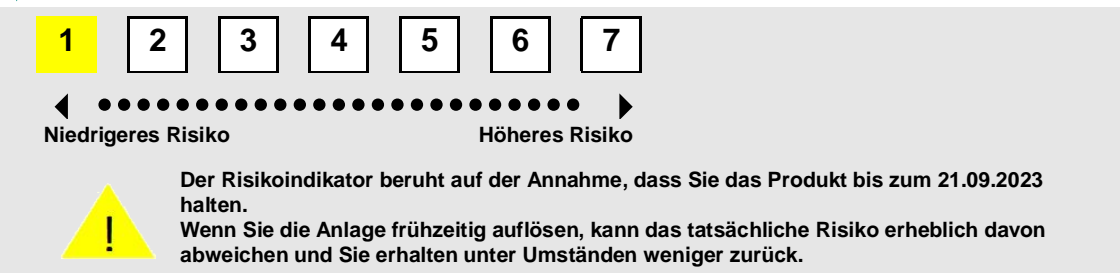 1 2 3 4 5 6 7
Niedrigeres Risiko Höheres Risiko
Der Risikoindikator beruht auf der Annahme, dass Sie das Produkt bis zum 21.09.2023
halten.
Wenn Sie die Anlage frühzeitig auflösen, kann das tatsächliche Risiko erheblich davon
abweichen und Sie erhalten unter Umständen weniger zurück.
!